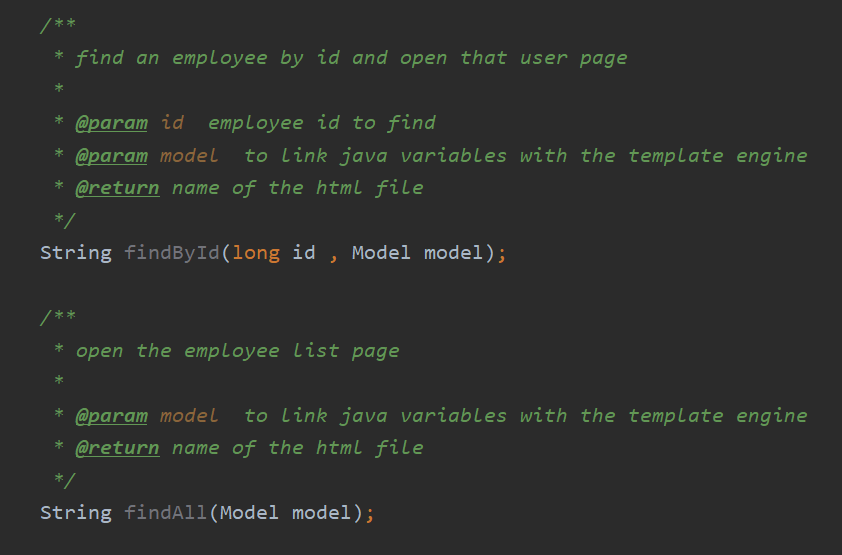 /**
 * find an employee by id and open that user page
 *
 * @param id  employee id to find
 * @param model  to link java variables with the template engine
 * @return name of the html file
 */
String findById(long id , Model model);

/**
 * open the employee list page
 *
 * @param model  to link java variables with the template engine
 * @return name of the html file
 */
String findAll(Model model);